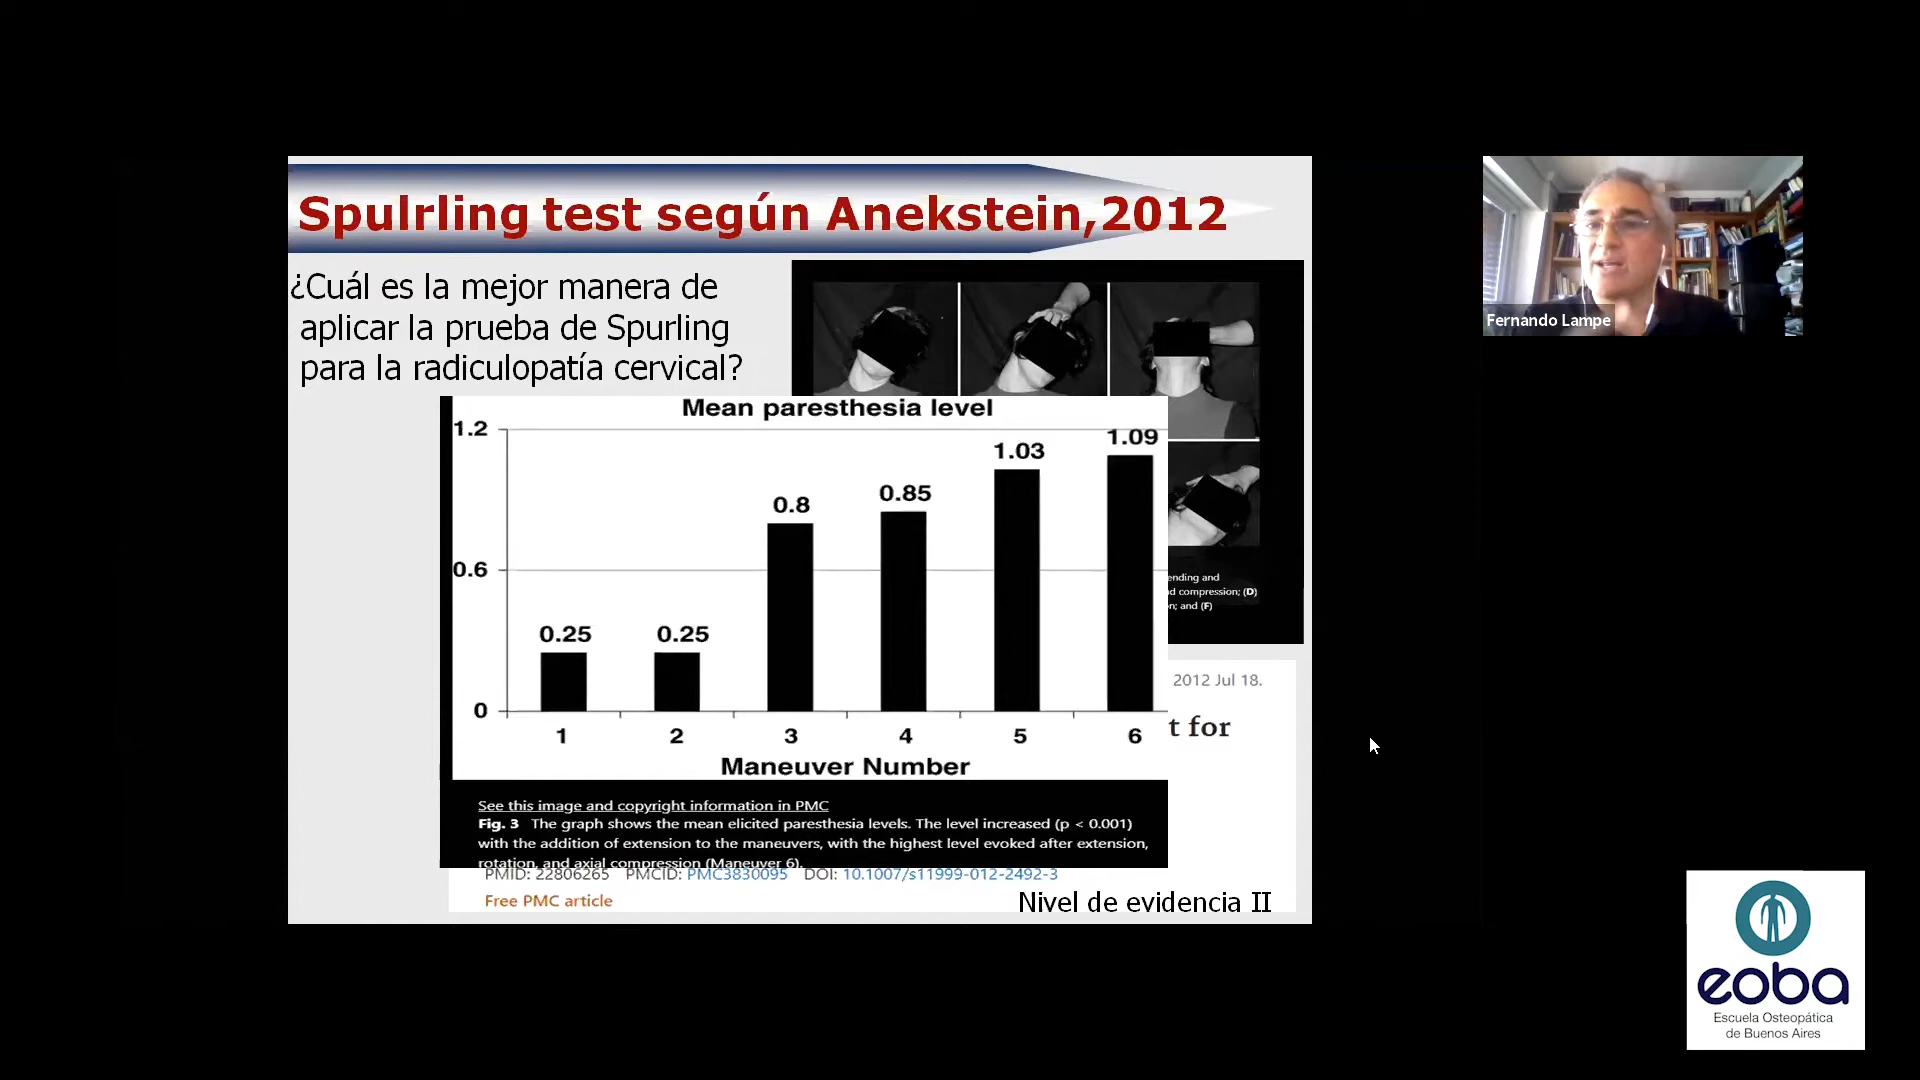 Spulrling test según Anekstein,2012
¿Cuál es la mejor manera de
aplicar la prueba de Spurling
para la radiculopatía cervical?
Mean paresthesia level
1.2
0.6
0
0.25
0.25
0.8
0.85
1.03
1.09
1 2 3 4 5 6
Maneuver Number
ending and
d compression; (D)
n; and (F)
2012 Jul 18.
t for
See this image and copyright information in PMC
Fig. 3 The graph shows the mean elicited paresthesia levels. The level increased (p < 0.001)
with the addition of extension to the maneuvers, with the highest level evoked after extension,
rotation, and axial compression (Maneuver 6).
PMID: 22806265 PMCID: PMC3830095 DOI: 10.1007/s11999-012-2492-3
Free PMC article
Nivel de evidencia II
Fernando Lampe
eoba
Escuela Osteopática
de Buenos Aires